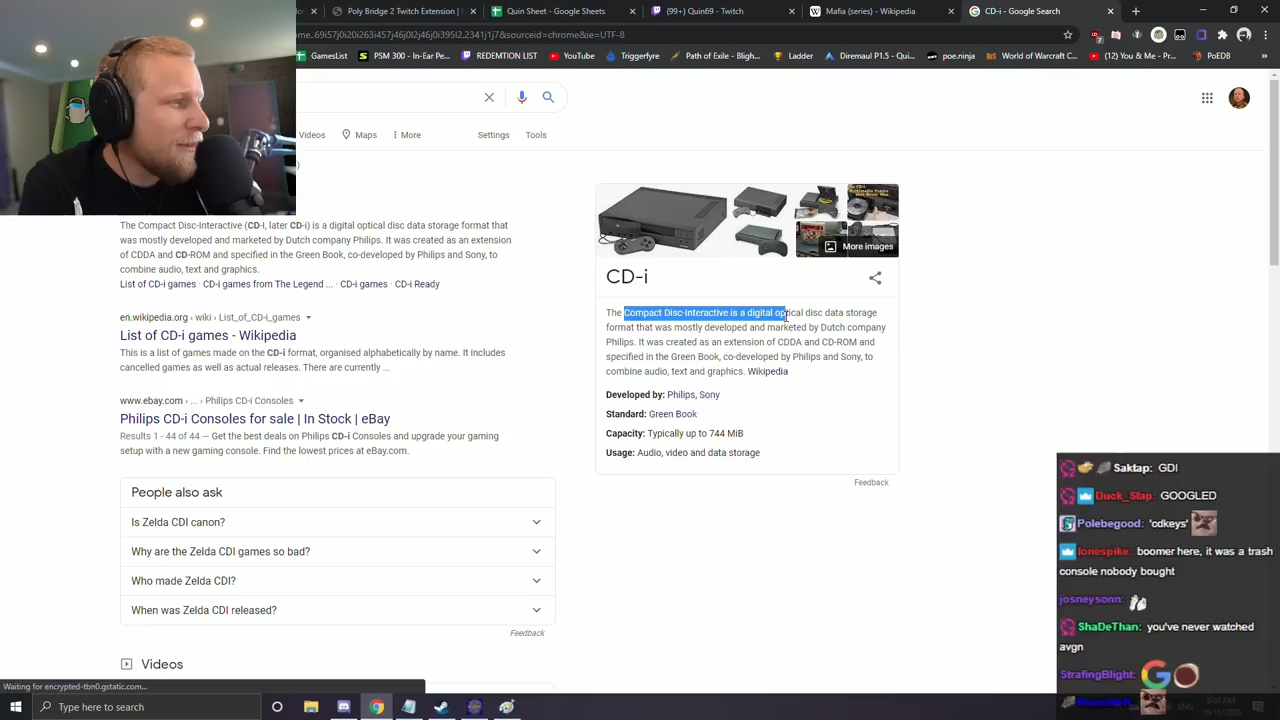 Poly Bridge 2 Twitch Extension |
Quin Sheet - Google Sheets
(99+) Quin69 - Twitch
Mafia (series) - Wikipedia
CD-i - Google Search
...69i57j0i20i263i457j46j0l2j46j0i395l2.2341j1j7&sourceid=chrome&ie=UTF-8
GamesList
PSM 300 - In-Ear Pe...
REDEMTION LIST
YouTube
Triggerfyre
Path of Exile - Bligh...
Ladder
Diremaul P1.5 - Qui...
poe.ninja
World of Warcraft C...
(12) You & Me - Pr...
PoEDB
Videos
Maps
More
Settings
Tools
The Compact Disc-Interactive (CD-I, later CD-i) is a digital optical disc data storage format that
was mostly developed and marketed by Dutch company Philips. It was created as an extension
of CDDA and CD-ROM and specified in the Green Book, co-developed by Philips and Sony, to
combine audio, text and graphics.
List of CD-i games · CD-i games from The Legend ... · CD-i games · CD-i Ready
en.wikipedia.org › wiki › List_of_CD-i_games
List of CD-i games - Wikipedia
This is a list of games made on the CD-i format, organised alphabetically by name. It includes
cancelled games as well as actual releases. There are currently ...
www.ebay.com › ... › Philips CD-i Consoles
Philips CD-i Consoles for sale | In Stock | eBay
Results 1 - 44 of 44 — Get the best deals on Philips CD-i Consoles and upgrade your gaming
setup with a new gaming console. Find the lowest prices at eBay.com.
People also ask
Is Zelda CDI canon?
Why are the Zelda CDI games so bad?
Who made Zelda CDI?
When was Zelda CDI released?
Feedback
Videos
More images
CD-i
The Compact Disc-Interactive is a digital optical disc data storage
format that was mostly developed and marketed by Dutch company
Philips. It was created as an extension of CDDA and CD-ROM and
specified in the Green Book, co-developed by Philips and Sony, to
combine audio, text and graphics. Wikipedia
Developed by: Philips, Sony
Standard: Green Book
Capacity: Typically up to 744 MiB
Usage: Audio, video and data storage
Feedback
Saktap: GDI
Duck_Slap: GOOGLED
Polebegood: 'cdkeys'
lonespike: boomer here, it was a trash
console nobody bought
josneysonn:
ShaDeThan: you've never watched
avgn
StrafingBlight:
Waiting for encrypted-tbn0.gstatic.com...
Type here to search
ENG